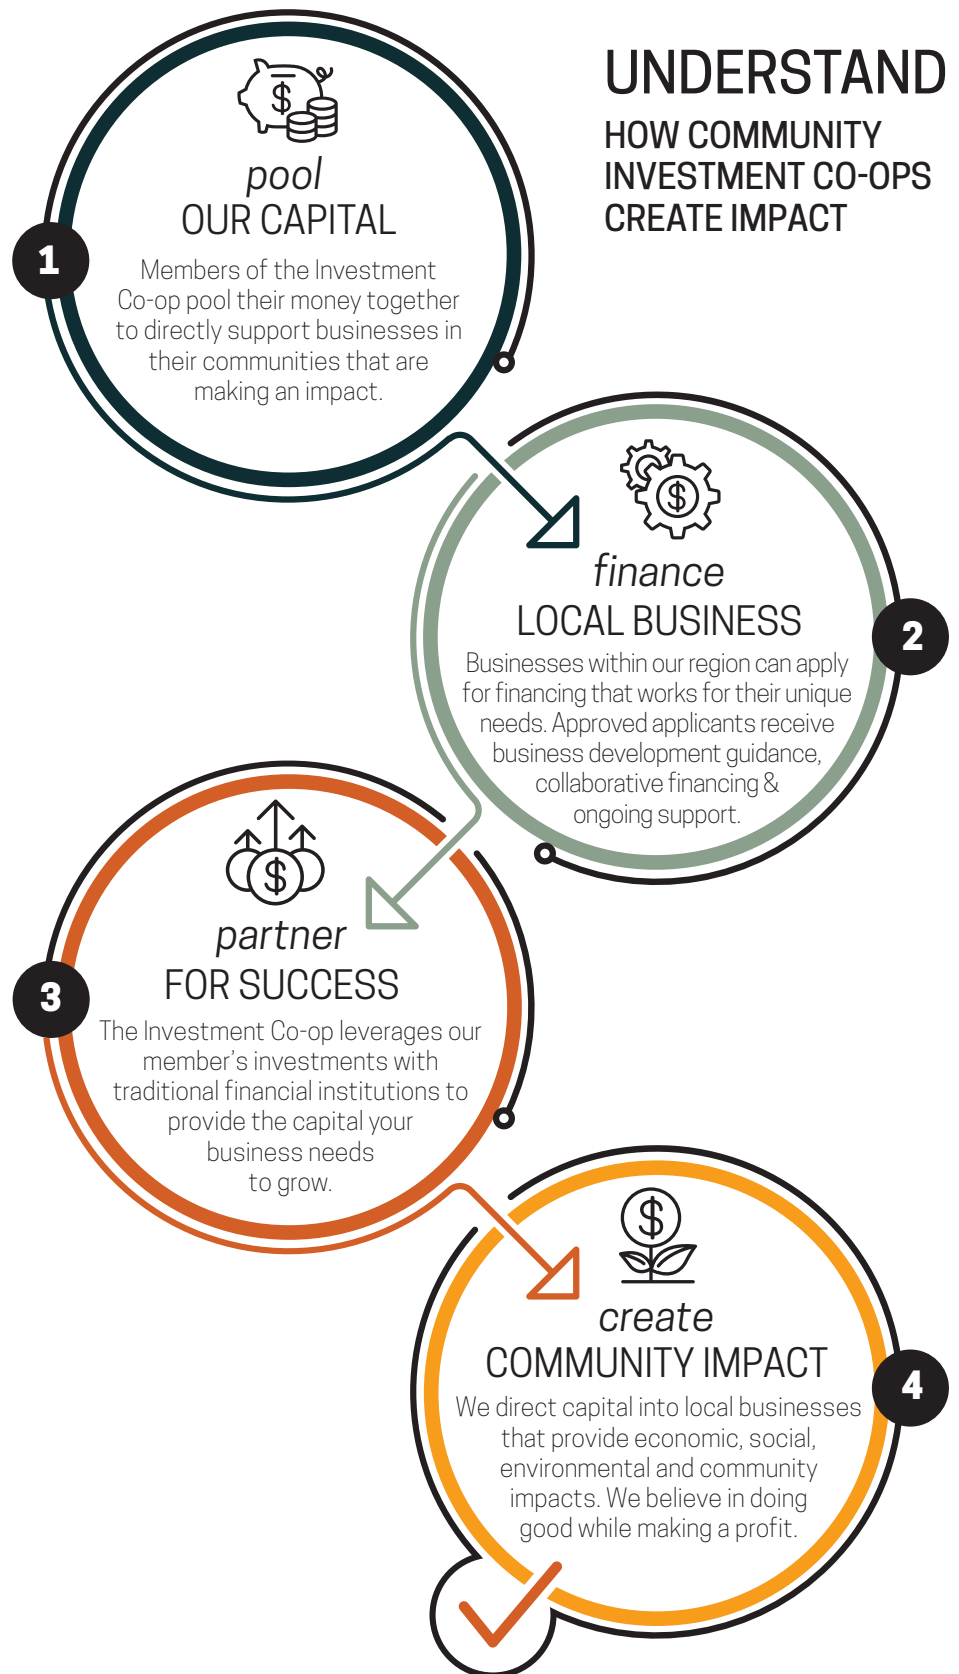 UNDERSTAND
HOW COMMUNITY
INVESTMENT CO-OPS
CREATE IMPACT
$
pool
OUR CAPITAL
1
Members of the Investment
Co-op pool their money together
to directly support businesses in
their communities that are
making an impact.
$
finance
LOCAL BUSINESS
2
Businesses within our region can apply
for financing that works for their unique
needs. Approved applicants receive
business development guidance,
collaborative financing &
ongoing support.
$
partner
FOR SUCCESS
3
The Investment Co-op leverages our
member's investments with
traditional financial institutions to
provide the capital your
business needs
to grow.
$
create
COMMUNITY IMPACT
4
We direct capital into local businesses
that provide economic, social,
environmental and community
impacts. We believe in doing
good while making a profit.